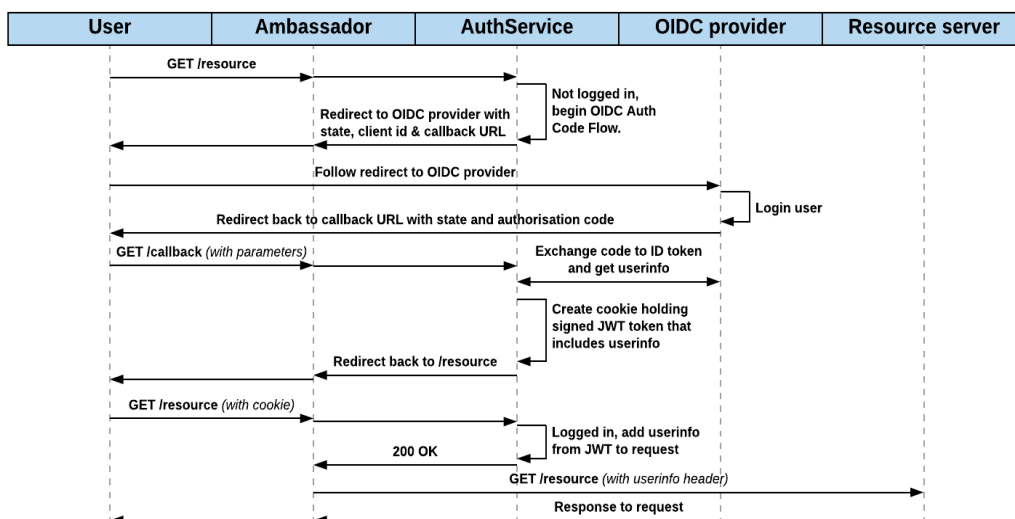 User
Ambassador
AuthService
OIDC provider
Resource server
GET /resource
Not logged in,
begin OIDC Auth
Code Flow.
Redirect to OIDC provider with
state, client id & callback URL
Follow redirect to OIDC provider
Login user
Redirect back to callback URL with state and authorisation code
GET /callback (with parameters)
Exchange code to ID token
and get userinfo
Create cookie holding
signed JWT token that
includes userinfo
Redirect back to /resource
GET /resource (with cookie)
Logged in, add userinfo
from JWT to request
200 OK
GET /resource (with userinfo header)
Response to request